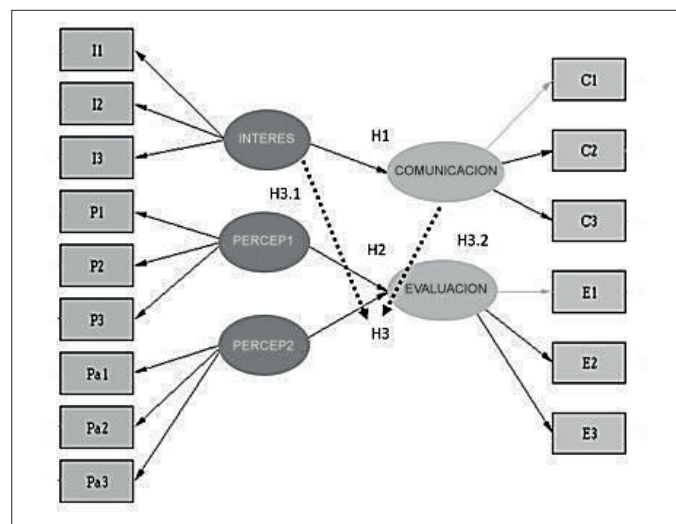 I1
I2
I3
P1
P2
P3
Pa1
Pa2
Pa3
INTERES
PERCEP1
PERCEP2
H1
H3.1
H2
H3.2
H3
COMUNICACION
EVALUACION
C1
C2
C3
E1
E2
E3